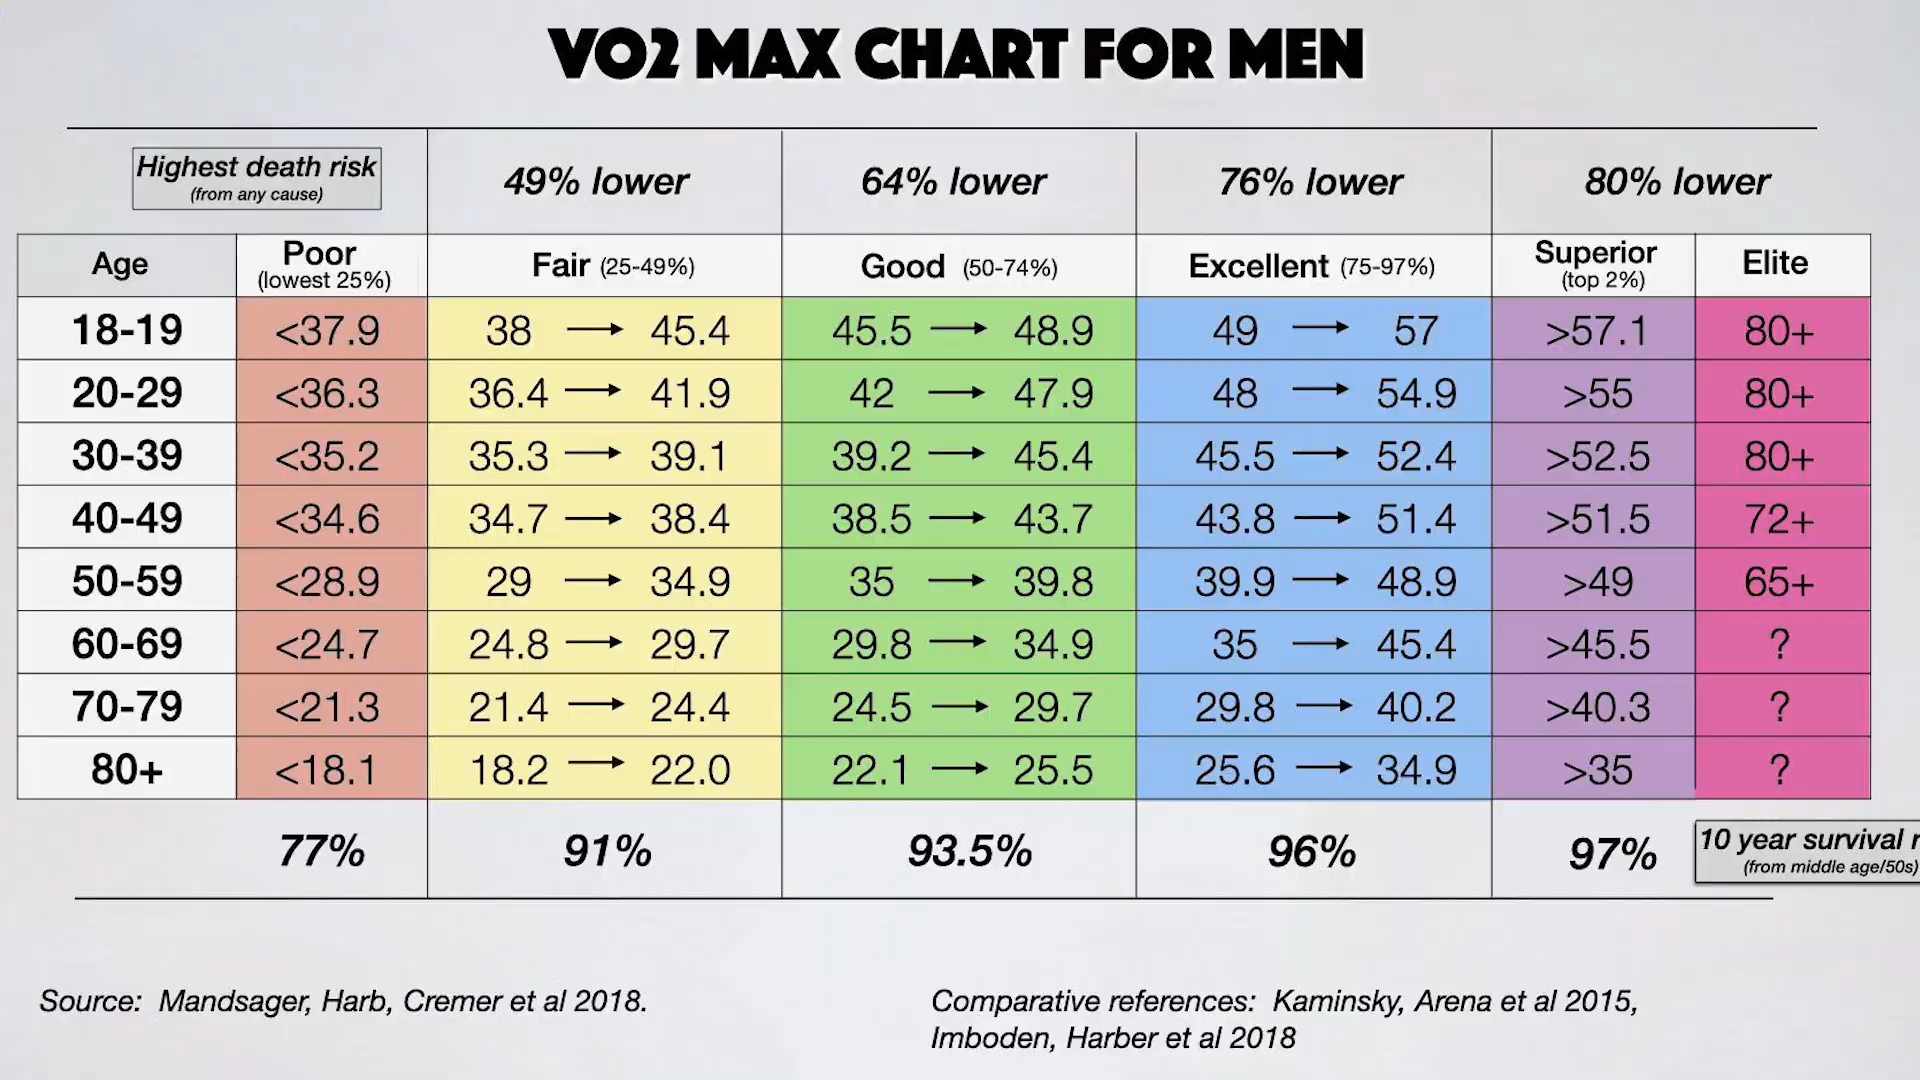 VO2 MAX CHART FOR MEN
Highest death risk 49% lower 64% lower 76% lower 80% lower
(from any cause)
Age Poor Fair (25-49%) Good (50-74%) Excellent (75-97%) Superior Elite
(lowest 25%) (top 2%)
18-19 <37.9 38 → 45.4 45.5 → 48.9 49 → 57 >57.1 80+
20-29 <36.3 36.4 → 41.9 42 → 47.9 48 → 54.9 >55 80+
30-39 <35.2 35.3 → 39.1 39.2 → 45.4 45.5 → 52.4 >52.5 80+
40-49 <34.6 34.7 → 38.4 38.5 → 43.7 43.8 → 51.4 >51.5 72+
50-59 <28.9 29 → 34.9 35 → 39.8 39.9 → 48.9 >49 65+
60-69 <24.7 24.8 → 29.7 29.8 → 34.9 35 → 45.4 >45.5 ?
70-79 <21.3 21.4 → 24.4 24.5 → 29.7 29.8 → 40.2 >40.3 ?
80+ <18.1 18.2 → 22.0 22.1 → 25.5 25.6 → 34.9 >35 ?
77% 91% 93.5% 96% 97% 10 year survival
(from middle age/50s)
Source: Mandsager, Harb, Cremer et al 2018.
Comparative references: Kaminsky, Arena et al 2015,
Imboden, Harber et al 2018